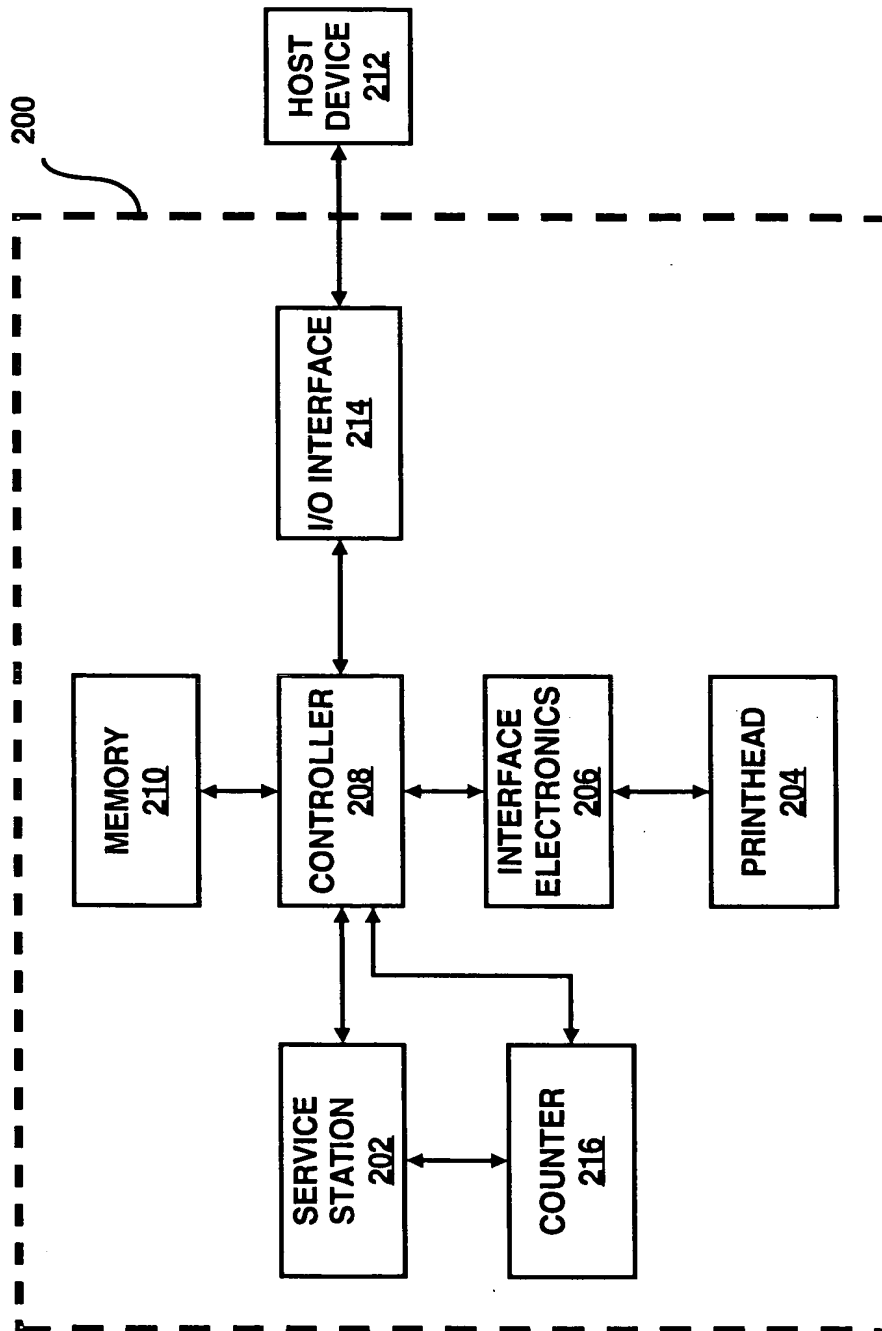 200
HOST
DEVICE
212
I/O INTERFACE
214
MEMORY
210
CONTROLLER
208
INTERFACE
ELECTRONICS
206
PRINTHEAD
204
SERVICE
STATION
202
COUNTER
216